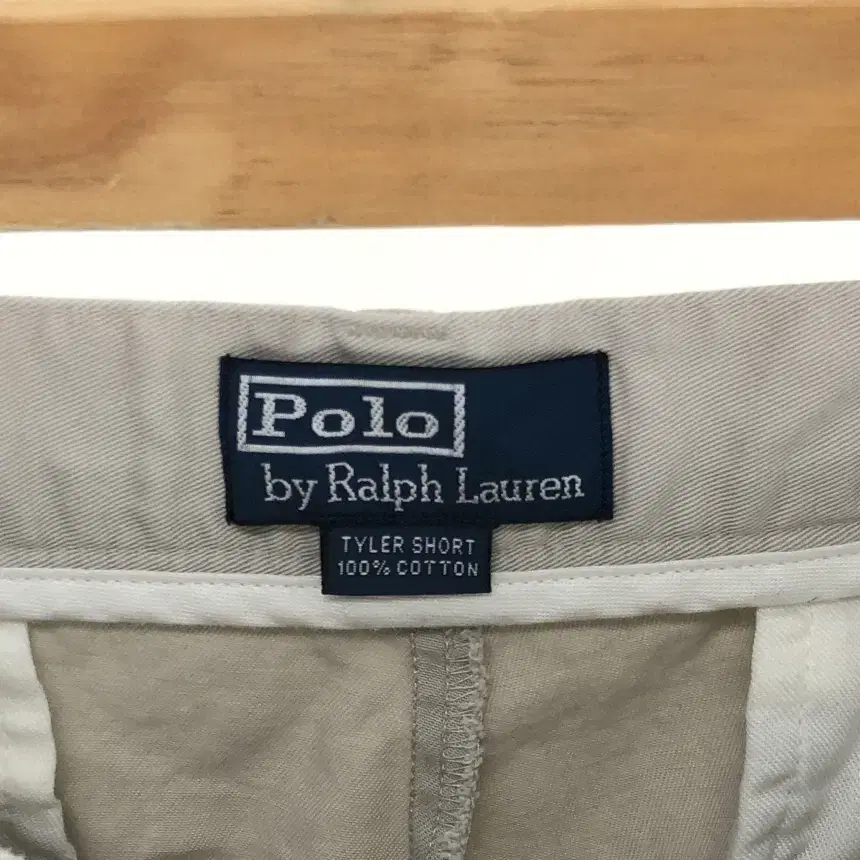 Polo
by Ralph Lauren
TYLER SHORT
100% COTTON